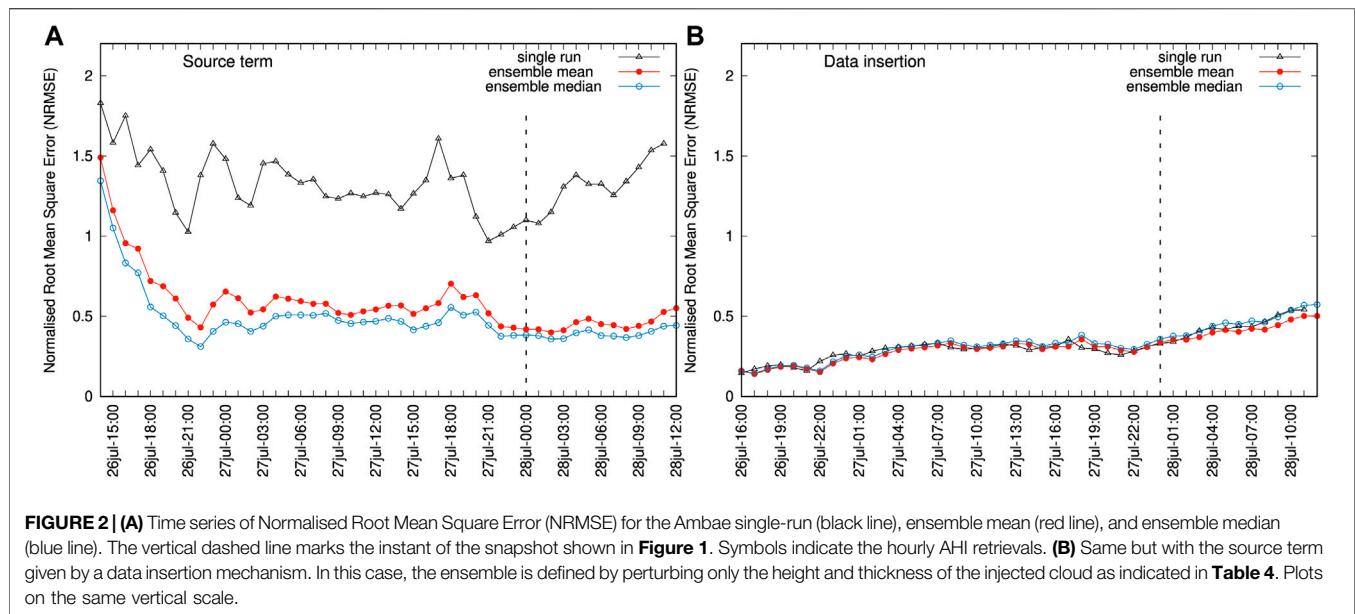 A
Source term
single run
ensemble mean
ensemble median
Normalised Root Mean Square Error (NRMSE)
2
1.5
1
0.5
0
26jul-15:00
26jul-18:00
26jul-21:00
27jul-00:00
27jul-03:00
27jul-06:00
27jul-09:00
27jul-12:00
27jul-15:00
27jul-18:00
27jul-21:00
28jul-00:00
28jul-03:00
28jul-06:00
28jul-09:00
28jul-12:00
B
Data insertion
single run
ensemble mean
ensemble median
Normalised Root Mean Square Error (NRMSE)
2
1.5
1
0.5
0
26jul-16:00
26jul-19:00
26jul-22:00
27jul-01:00
27jul-04:00
27jul-07:00
27jul-10:00
27jul-13:00
27jul-16:00
27jul-19:00
27jul-22:00
28jul-01:00
28jul-04:00
28jul-07:00
28jul-10:00
FIGURE 2 | (A) Time series of Normalised Root Mean Square Error (NRMSE) for the Ambae single-run (black line), ensemble mean (red line), and ensemble median
(blue line). The vertical dashed line marks the instant of the snapshot shown in Figure 1. Symbols indicate the hourly AHI retrievals. (B) Same but with the source term
given by a data insertion mechanism. In this case, the ensemble is defined by perturbing only the height and thickness of the injected cloud as indicated in Table 4. Plots
on the same vertical scale.